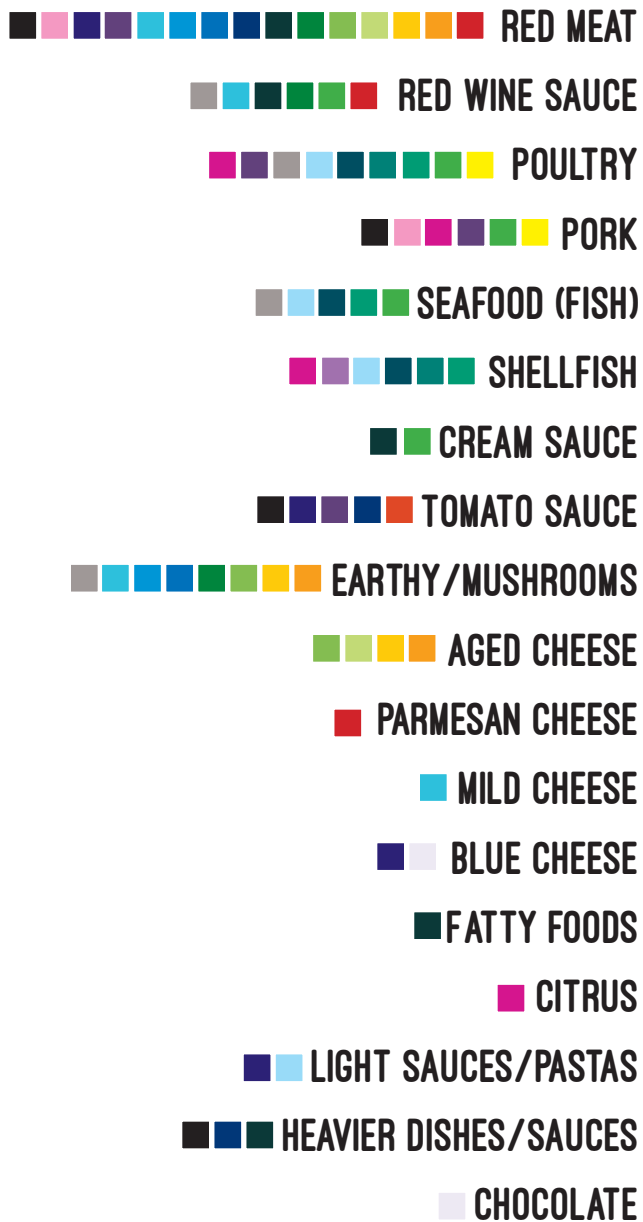 RED MEAT
RED WINE SAUCE
POULTRY
PORK
SEAFOOD (FISH)
SHELLFISH
CREAM SAUCE
TOMATO SAUCE
EARTHY/MUSHROOMS
AGED CHEESE
PARMESAN CHEESE
MILD CHEESE
BLUE CHEESE
FATTY FOODS
CITRUS
LIGHT SAUCES/PASTAS
HEAVIER DISHES/SAUCES
CHOCOLATE